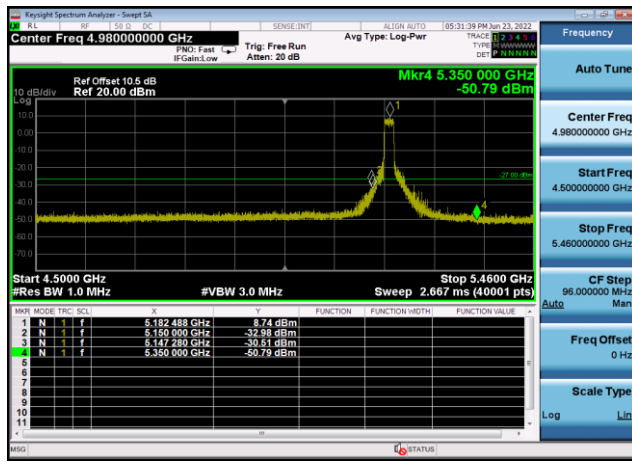 Keysight Spectrum Analyzer - Swept SA
RL RF 50 Ω DC SENSE:INT ALIGN AUTO 05:31:39 PM Jun 23, 2022
Center Freq 4.980000000 GHz
PNO: Fast
IFGain:Low
Trig: Free Run
Atten: 20 dB
Avg Type: Log-Pwr
TRACE 1 2 3 4 5 6
TYPE MWWWWW
DET P NNNNN
Ref Offset 10.5 dB
10 dB/div Ref 20.00 dBm
Log
Mkr4 5.350 000 GHz
-50.79 dBm
1
10.0
0.00
-10.0
-20.0
-27.00 dBm
-30.0
-40.0
4
-50.0
-60.0
-70.0
Start 4.5000 GHz Stop 5.4600 GHz
#Res BW 1.0 MHz #VBW 3.0 MHz Sweep 2.667 ms (40001 pts)
MKR MODE TRC SCL X Y FUNCTION FUNCTION WIDTH FUNCTION VALUE
1 N 1 f 5.182 488 GHz 8.74 dBm
2 N 1 f 5.150 000 GHz -32.98 dBm
3 N 1 f 5.147 280 GHz -30.51 dBm
4 N 1 f 5.350 000 GHz -50.79 dBm
5
6
7
8
9
10
11
MSG STATUS
Frequency
Auto Tune
Center Freq
4.980000000 GHz
Start Freq
4.500000000 GHz
Stop Freq
5.460000000 GHz
CF Step
96.000000 MHz
Auto Man
Freq Offset
0 Hz
Scale Type
Log Lin